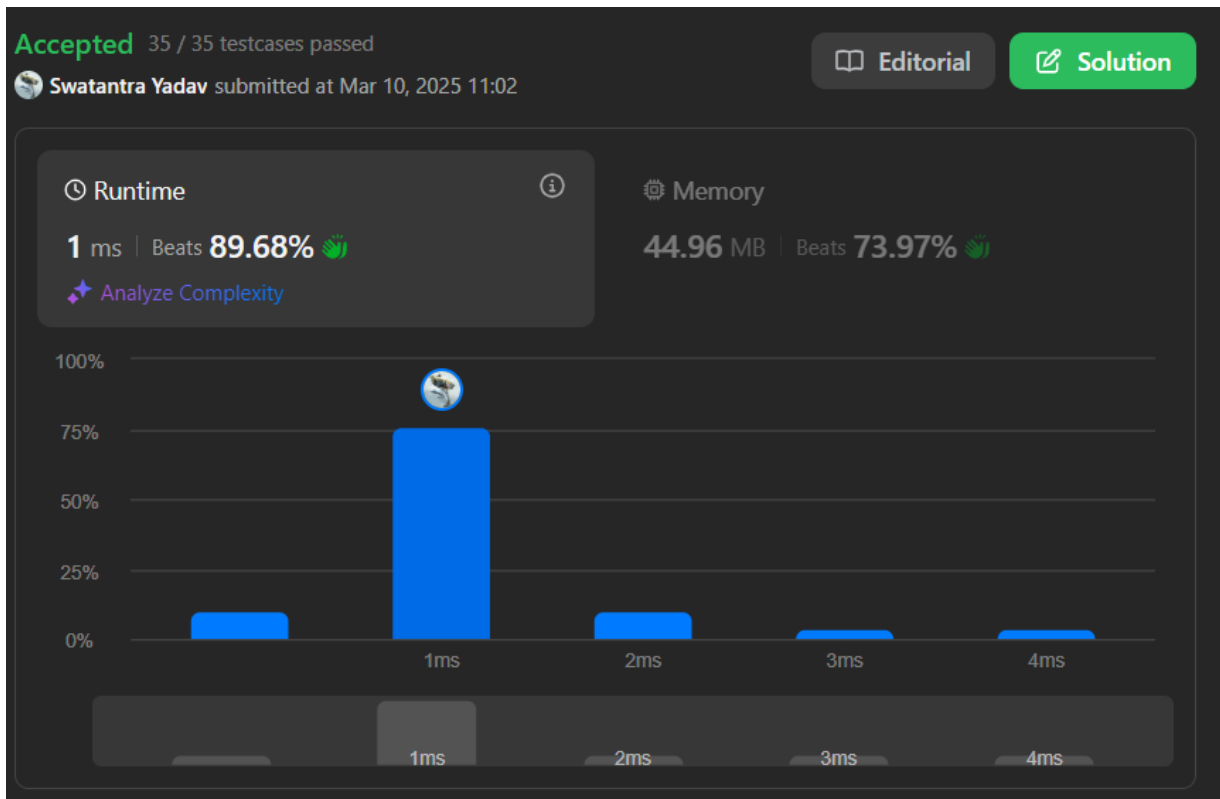 Accepted 35 / 35 testcases passed
Editorial
Solution
Swatantra Yadav submitted at Mar 10, 2025 11:02
Runtime
1 ms | Beats 89.68%
Analyze Complexity
Memory
44.96 MB | Beats 73.97%
100%
75%
50%
25%
0%
1ms 2ms 3ms 4ms
1ms 2ms 3ms 4ms